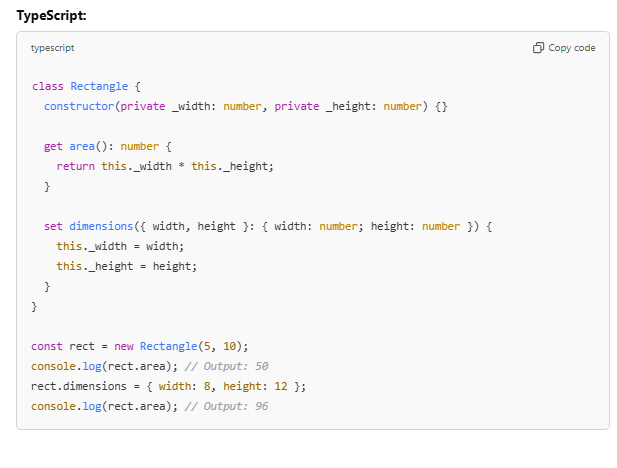 TypeScript:
typescript
Copy code
class Rectangle {
  constructor(private _width: number, private _height: number) {}

  get area(): number {
    return this._width * this._height;
  }

  set dimensions({ width, height }: { width: number; height: number }) {
    this._width = width;
    this._height = height;
  }
}

const rect = new Rectangle(5, 10);
console.log(rect.area); // Output: 50
rect.dimensions = { width: 8, height: 12 };
console.log(rect.area); // Output: 96